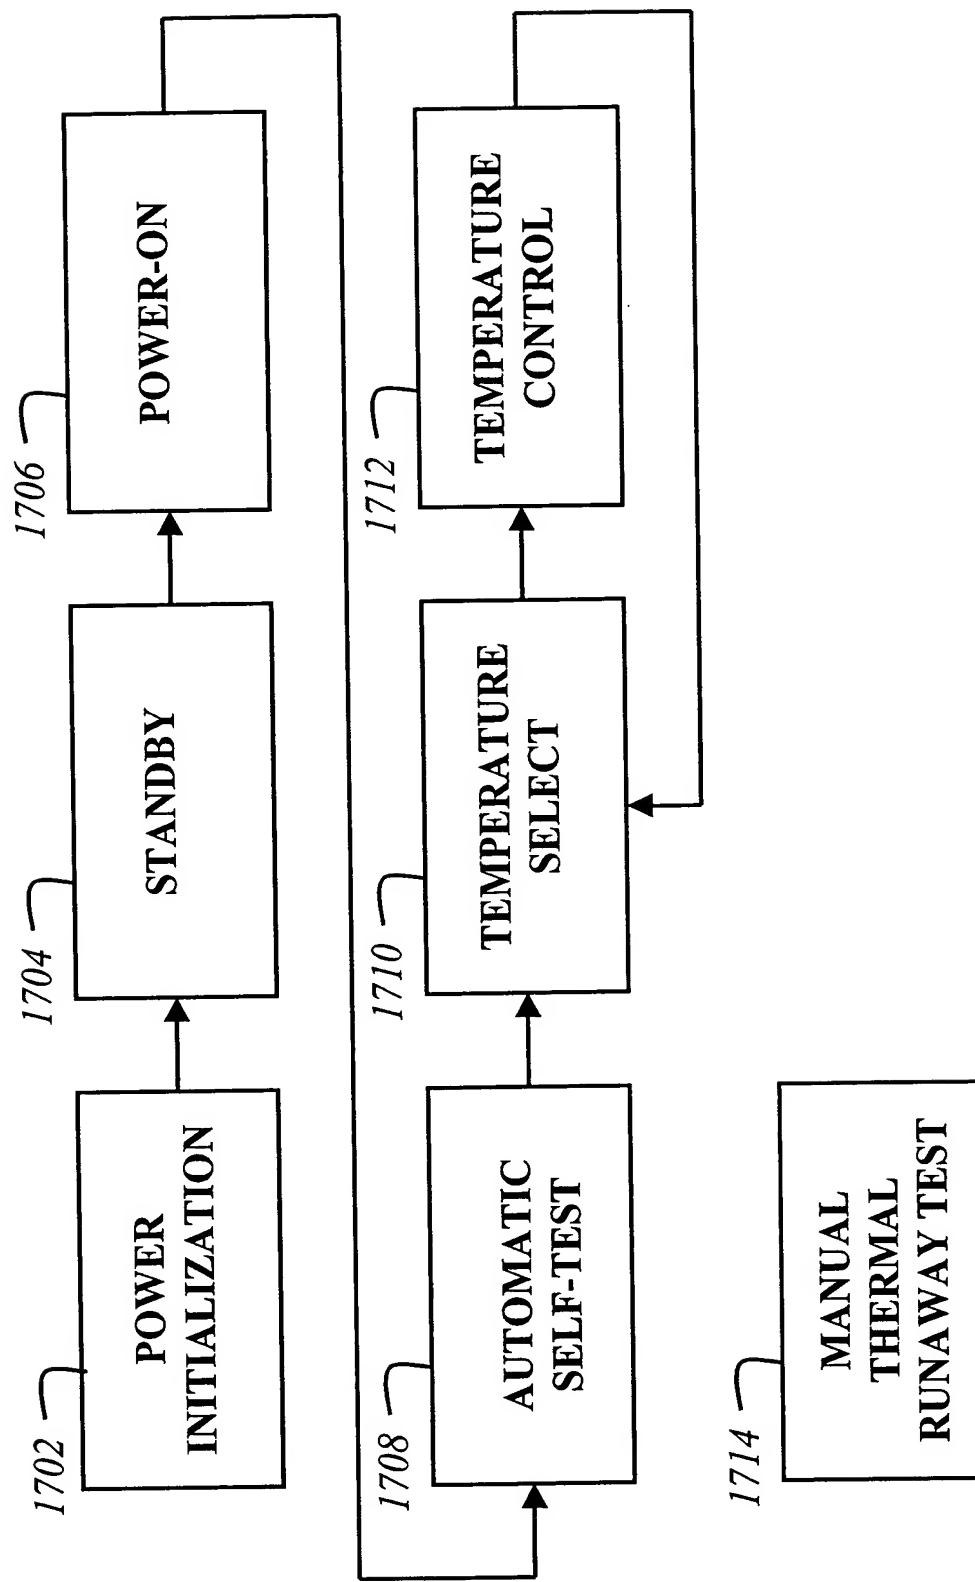 1702
POWER
INITIALIZATION
1704
STANDBY
1706
POWER-ON
1708
AUTOMATIC
SELF-TEST
1710
TEMPERATURE
SELECT
1712
TEMPERATURE
CONTROL
1714
MANUAL
THERMAL
RUNAWAY TEST